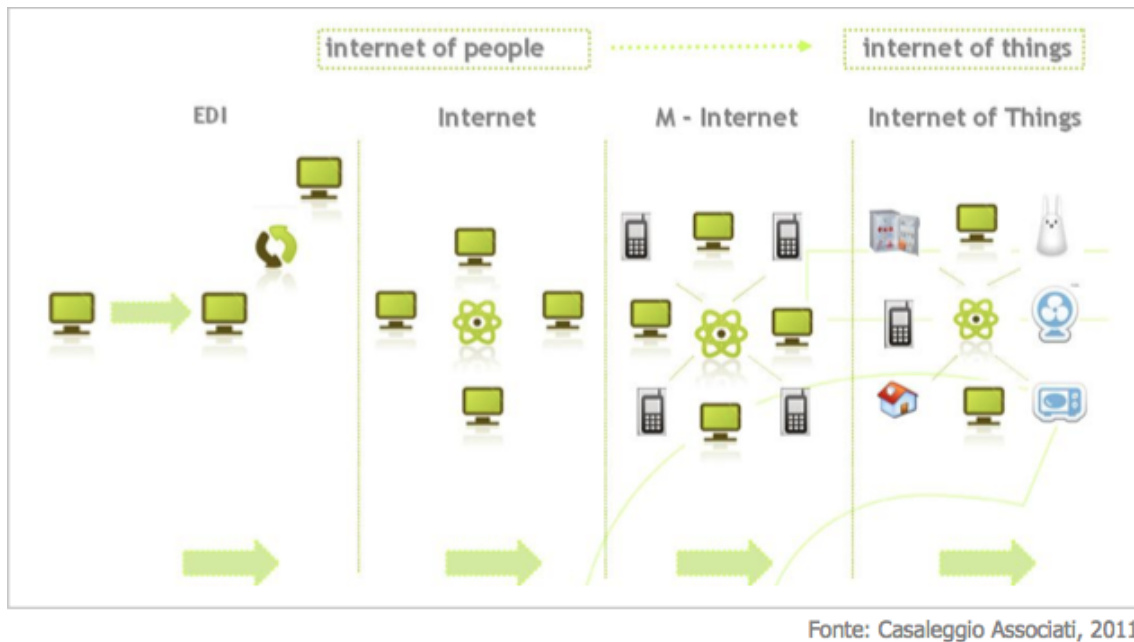 internet of people
internet of things
EDI
Internet
M - Internet
Internet of Things
Fonte: Casaleggio Associati, 2011